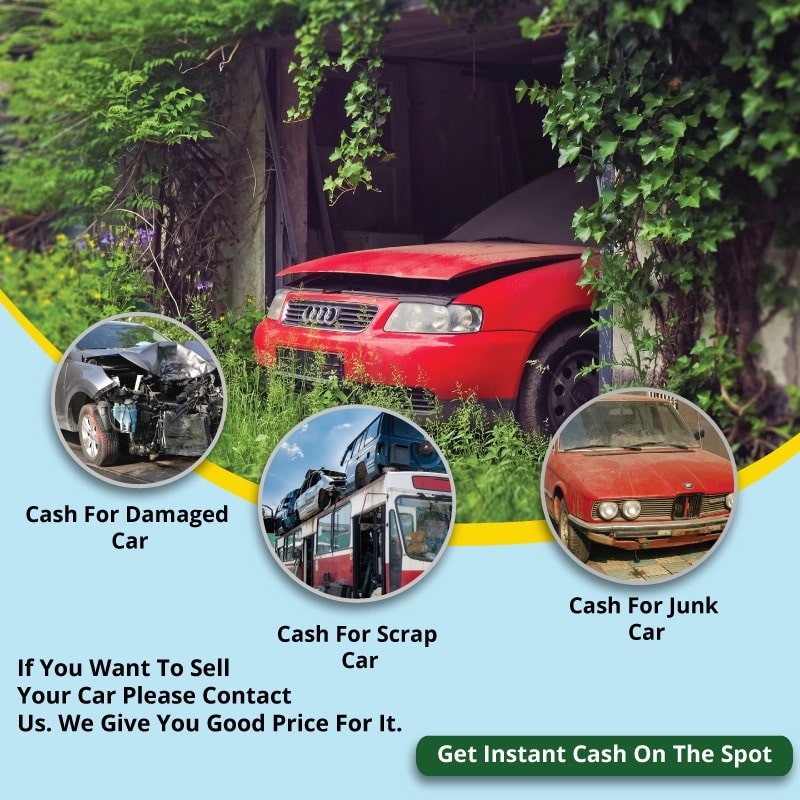 Cash For Damaged
Car
Cash For Scrap
Car
Cash For Junk
Car
If You Want To Sell
Your Car Please Contact
Us. We Give You Good Price For It.
Get Instant Cash On The Spot